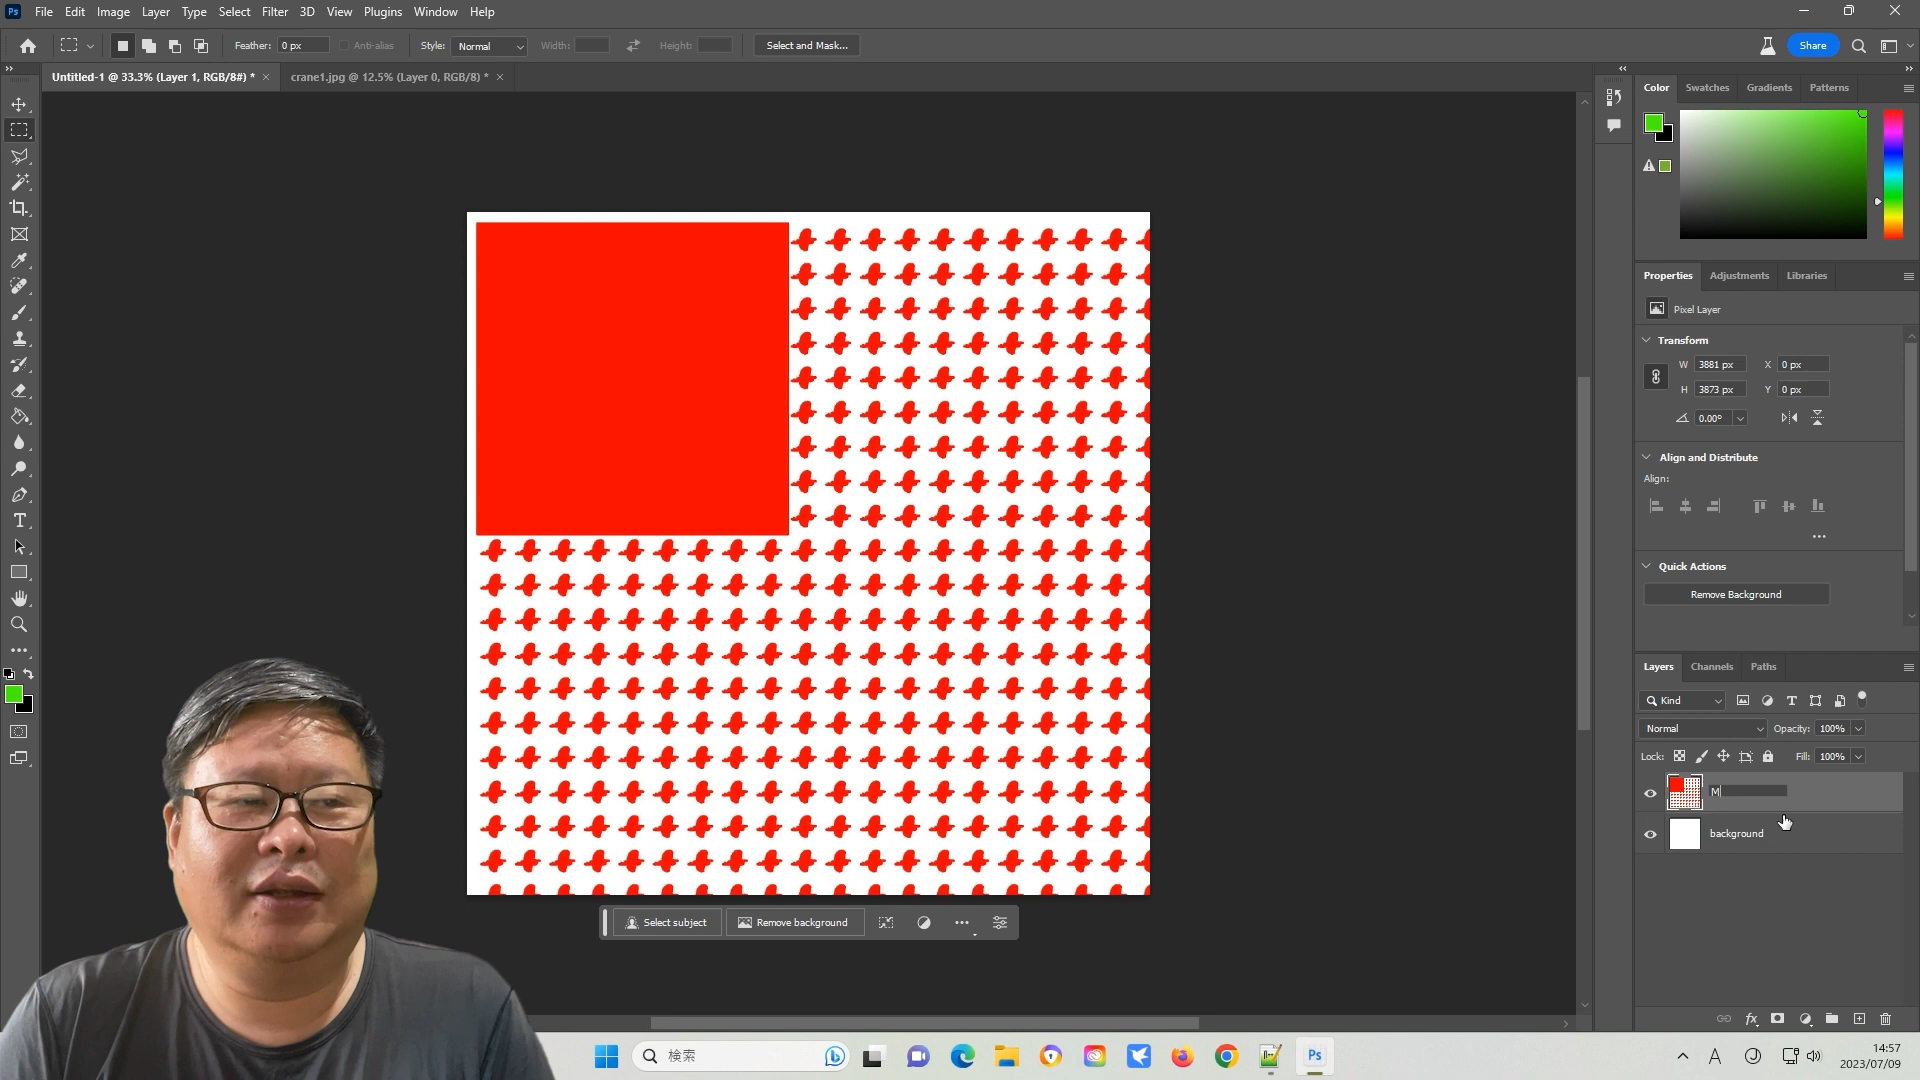 Ps File Edit Image Layer Type Select Filter 3D View Plugins Window Help
Feather: 0 px Anti-alias Style: Normal Width: Height: Select and Mask... Share
Untitled-1 @ 33.3% (Layer 1, RGB/8#) * × crane1.jpg @ 12.5% (Layer 0, RGB/8) * ×
Color Swatches Gradients Patterns
Properties Adjustments Libraries
Pixel Layer
Transform
W 3881 px X 0 px
H 3873 px Y 0 px
0.00°
Align and Distribute
Align:
Quick Actions
Remove Background
Layers Channels Paths
Kind
Normal Opacity: 100%
Lock: Fill: 100%
M
background
Select subject Remove background
検索
Ps
A
14:57
2023/07/09